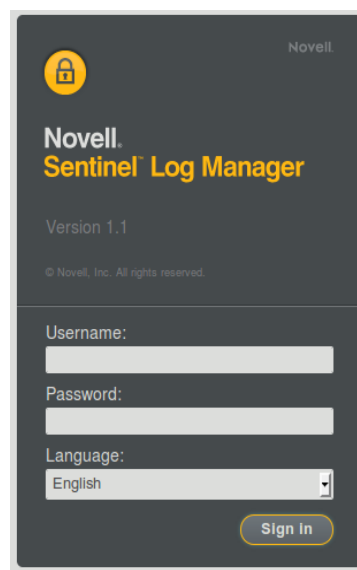 Novell.
Novell.
Sentinel™ Log Manager
Version 1.1
© Novell, Inc. All rights reserved.
Username:
Password:
Language:
English
Sign in